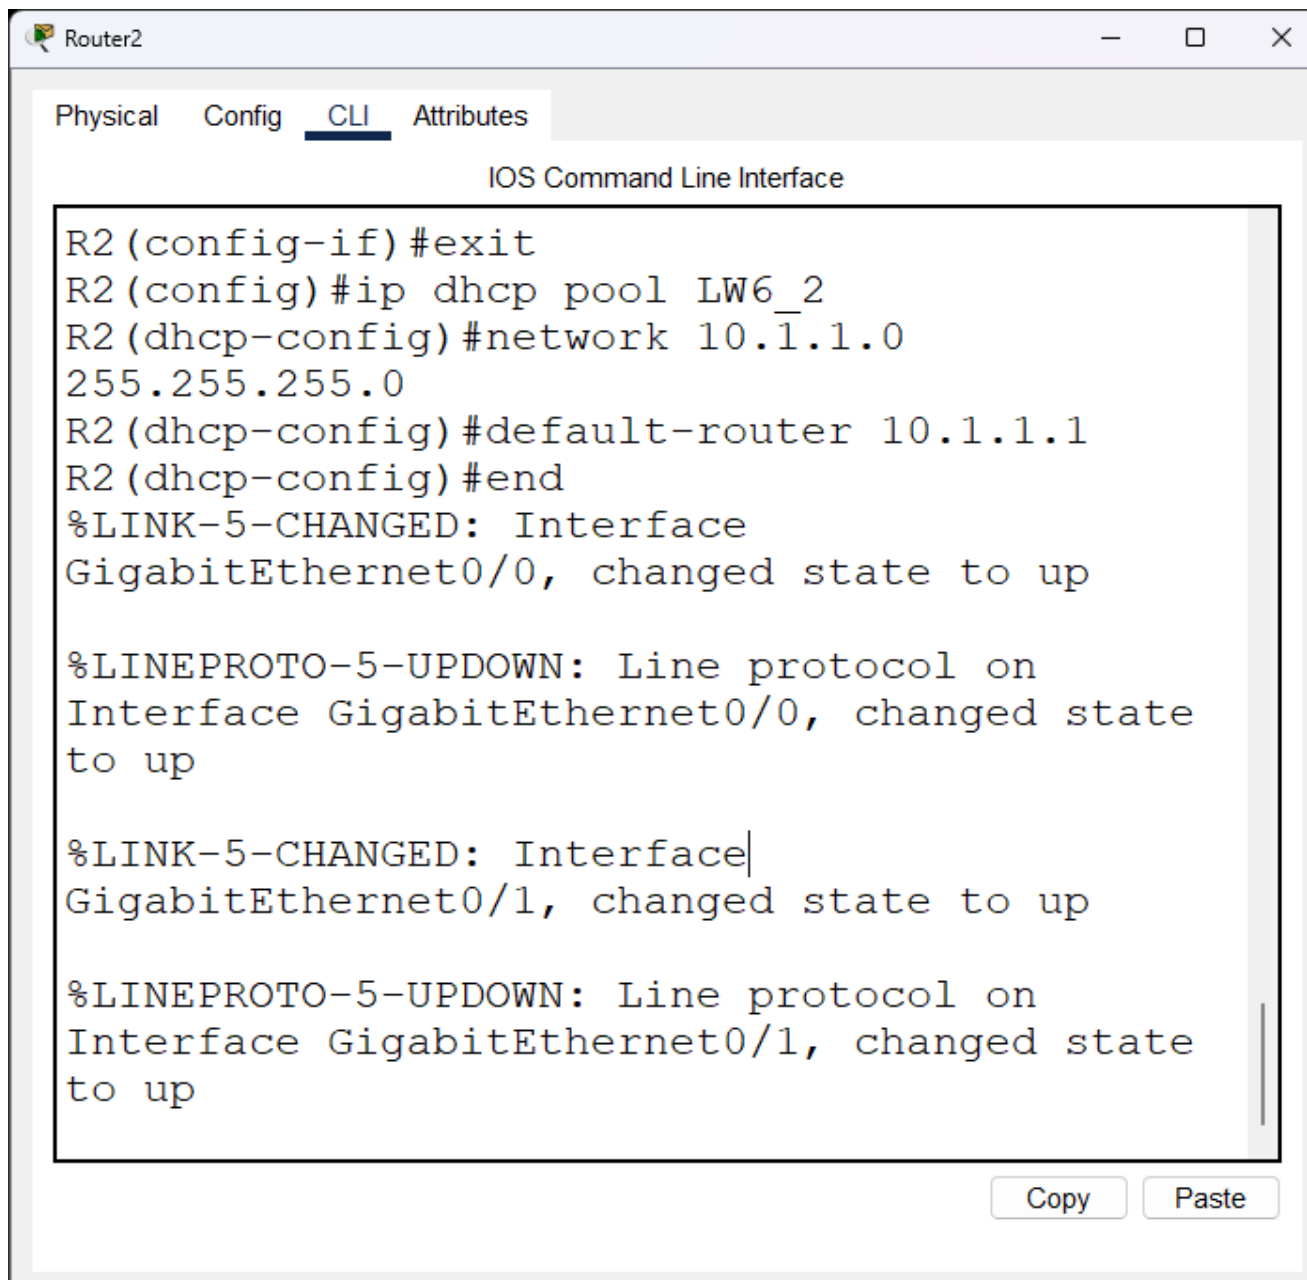 Router2
Physical Config CLI Attributes
IOS Command Line Interface
R2(config-if)#exit
R2(config)#ip dhcp pool LW6_2
R2(dhcp-config)#network 10.1.1.0
255.255.255.0
R2(dhcp-config)#default-router 10.1.1.1
R2(dhcp-config)#end
%LINK-5-CHANGED: Interface
GigabitEthernet0/0, changed state to up
%LINEPROTO-5-UPDOWN: Line protocol on
Interface GigabitEthernet0/0, changed state
to up
%LINK-5-CHANGED: Interface
GigabitEthernet0/1, changed state to up
%LINEPROTO-5-UPDOWN: Line protocol on
Interface GigabitEthernet0/1, changed state
to up
Copy Paste